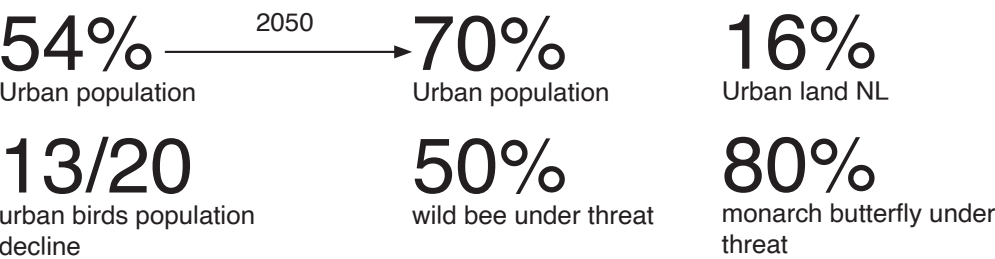 54%
2050
70%
16%
Urban population
Urban population
Urban land NL
13/20
50%
80%
urban birds population
decline
wild bee under threat
monarch butterfly under
threat